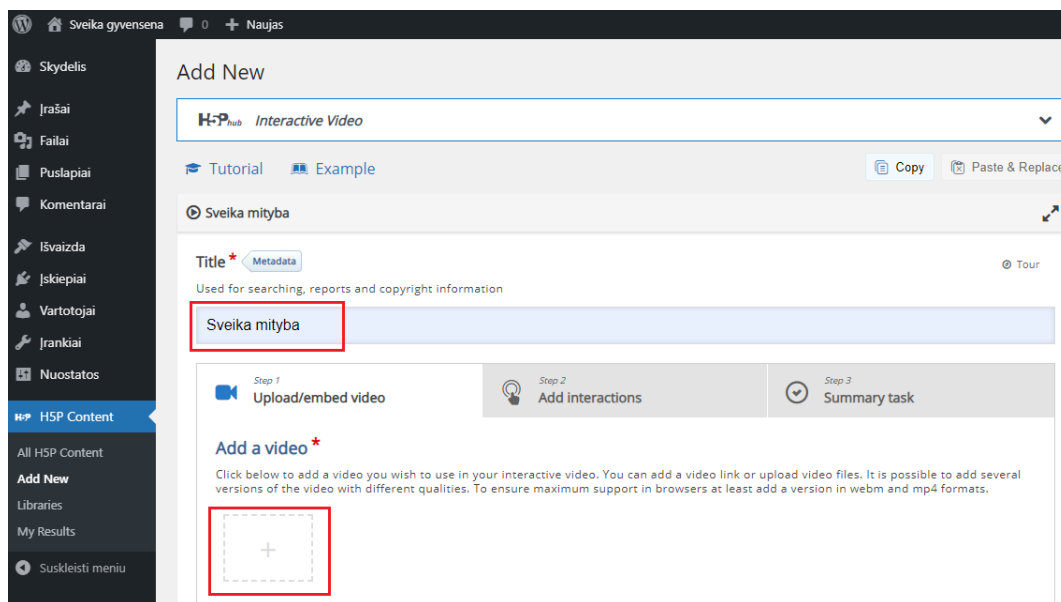 Sveika gyvensena 0 + Naujas
Skydelis
Įrašai
Failai
Puslapiai
Komentarai
Išvaizda
Įskiepiai
Vartotojai
Įrankiai
Nuostatos
H5P H5P Content
All H5P Content
Add New
Libraries
My Results
Suskleisti meniu
Add New
H5P hub Interactive Video
Tutorial Example Copy Paste & Replace
Sveika mityba
Title * Metadata Tour
Used for searching, reports and copyright information
Sveika mityba
Step 1
Upload/embed video
Step 2
Add interactions
Step 3
Summary task
Add a video *
Click below to add a video you wish to use in your interactive video. You can add a video link or upload video files. It is possible to add several
versions of the video with different qualities. To ensure maximum support in browsers at least add a version in webm and mp4 formats.
+